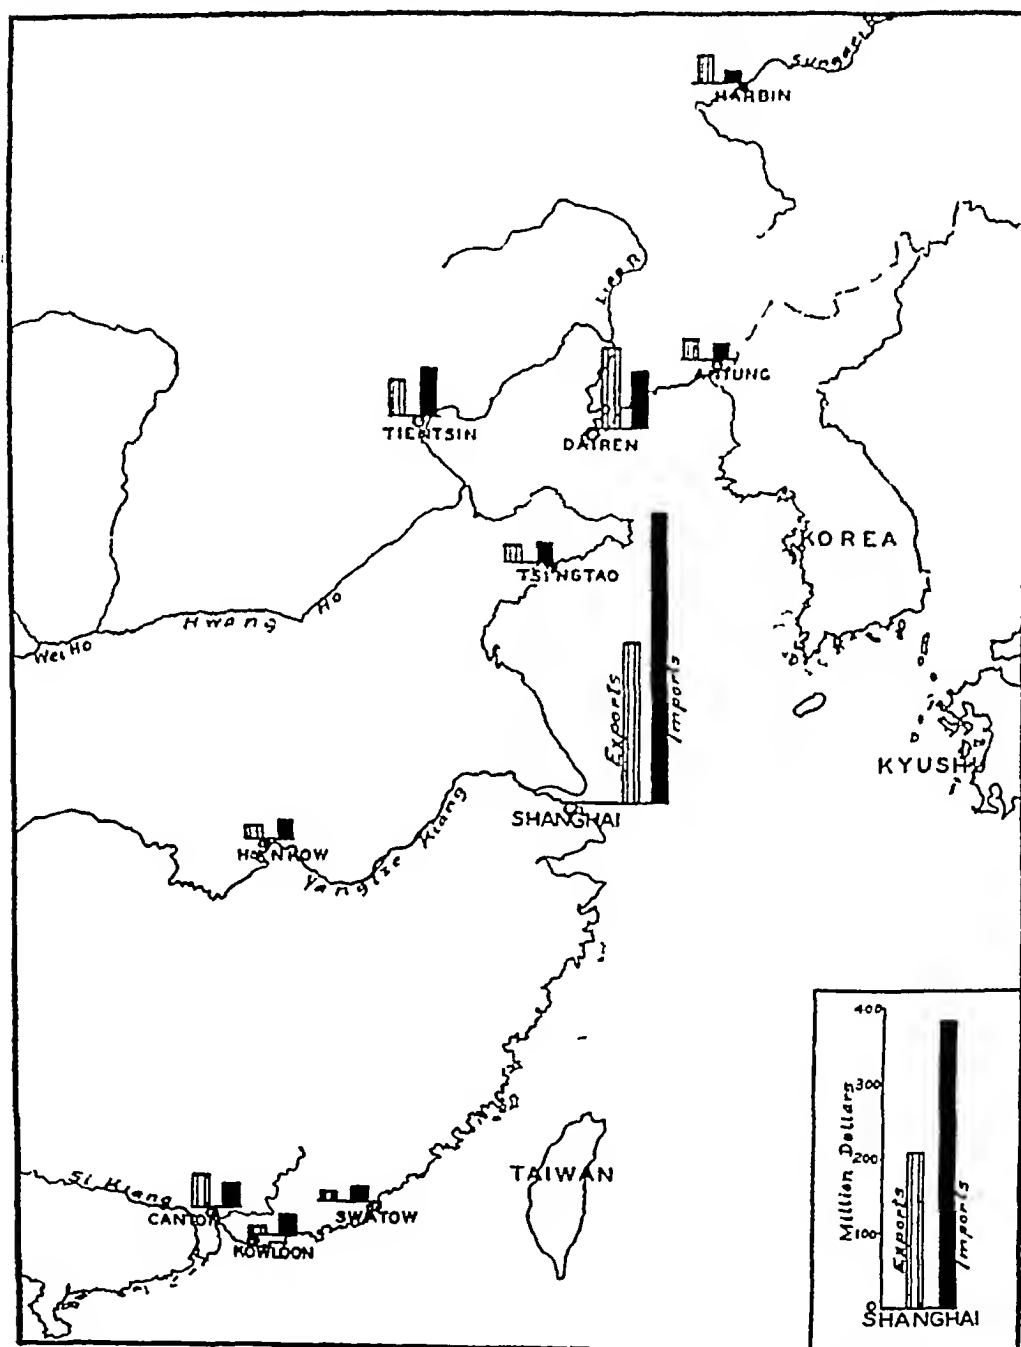 Sungari
HARBIN
Liao R
ANTUNG
TIENTSIN
DAIREN
KOREA
TSINGTAO
Hwang Ho
Wei Ho
Exports
Imports
KYUSHU
SHANGHAI
HANKOW
Yangtze Kiang
400
300
200
100
0
Million Dollars
Exports
Imports
SHANGHAI
TAIWAN
Si Kiang
CANTON
SWATOW
KOWLOON